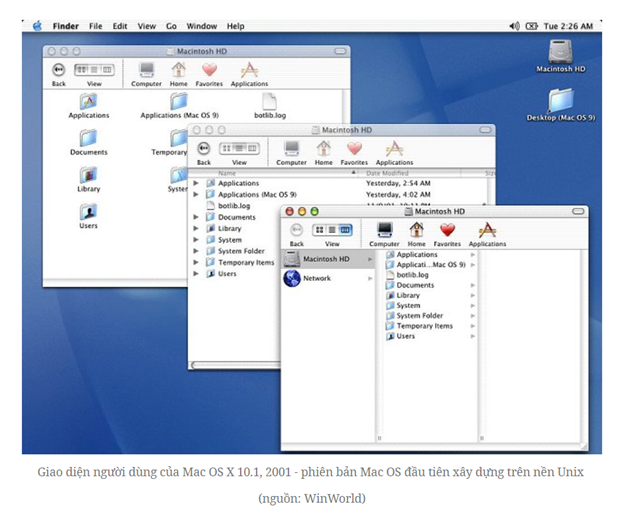 Finder File Edit View Go Window Help Tue 2:26 AM
Macintosh HD
Back View Computer Home Favorites Applications
Applications Applications (Mac OS 9) botlib.log
Documents Temporary
Library System
Users
Macintosh HD
Desktop (Mac OS 9)
Macintosh HD
Back View Computer Home Favorites Applications
Name Date Modified Size
Applications Yesterday, 2:54 AM
Applications (Mac OS 9) Yesterday, 4:02 AM
botlib.log
Documents
Library
System
System Folder
Temporary Items
Users
Macintosh HD
Back View Computer Home Favorites Applications
Macintosh HD
Network
Applications
Applicati...Mac OS 9)
botlib.log
Documents
Library
System
System Folder
Temporary Items
Users
Giao diện người dùng của Mac OS X 10.1, 2001 - phiên bản Mac OS đầu tiên xây dựng trên nền Unix
(nguồn: WinWorld)